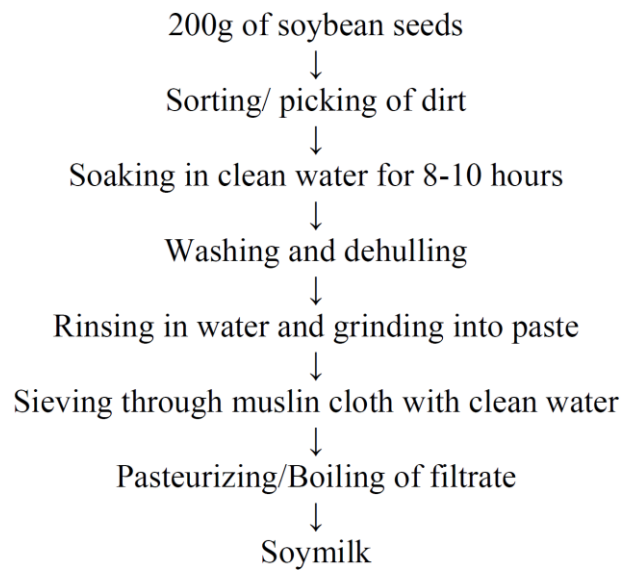 200g of soybean seeds
↓
Sorting/ picking of dirt
↓
Soaking in clean water for 8-10 hours
↓
Washing and dehulling
↓
Rinsing in water and grinding into paste
↓
Sieving through muslin cloth with clean water
↓
Pasteurizing/Boiling of filtrate
↓
Soymilk